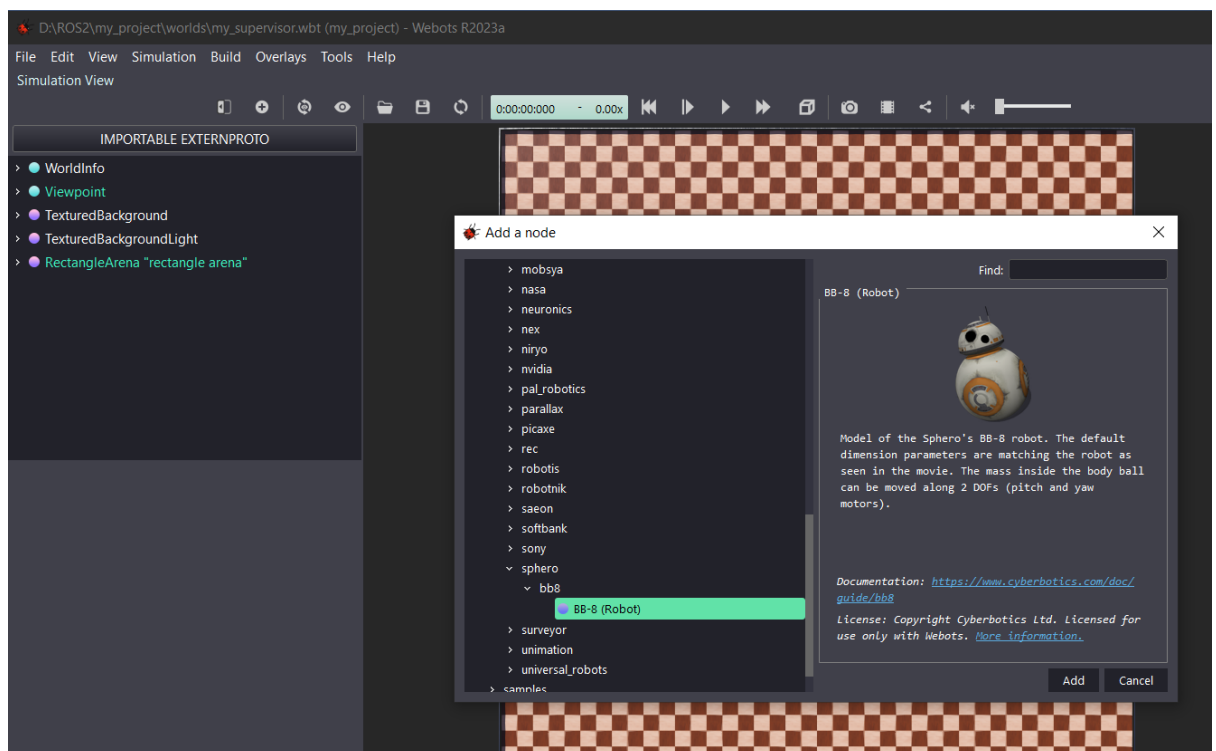 D:\ROS2\my_project\worlds\my_supervisor.wbt (my_project) - Webots R2023a
File Edit View Simulation Build Overlays Tools Help
Simulation View
0:00:00:000 - 0.00x
IMPORTABLE EXTERNPROTO
WorldInfo
Viewpoint
TexturedBackground
TexturedBackgroundLight
RectangleArena "rectangle arena"
Add a node
mobsya
nasa
neuronics
nex
niryo
nvidia
pal_robotics
parallax
picaxe
rec
robotis
robotnik
saeon
softbank
sony
sphero
bb8
BB-8 (Robot)
surveyor
unimation
universal_robots
samples
Find:
BB-8 (Robot)
Model of the Sphero's BB-8 robot. The default
dimension parameters are matching the robot as
seen in the movie. The mass inside the body ball
can be moved along 2 DOFs (pitch and yaw
motors).
Documentation: https://www.cyberbotics.com/doc/
guide/bb8
License: Copyright Cyberbotics Ltd. Licensed for
use only with Webots. More information.
Add Cancel